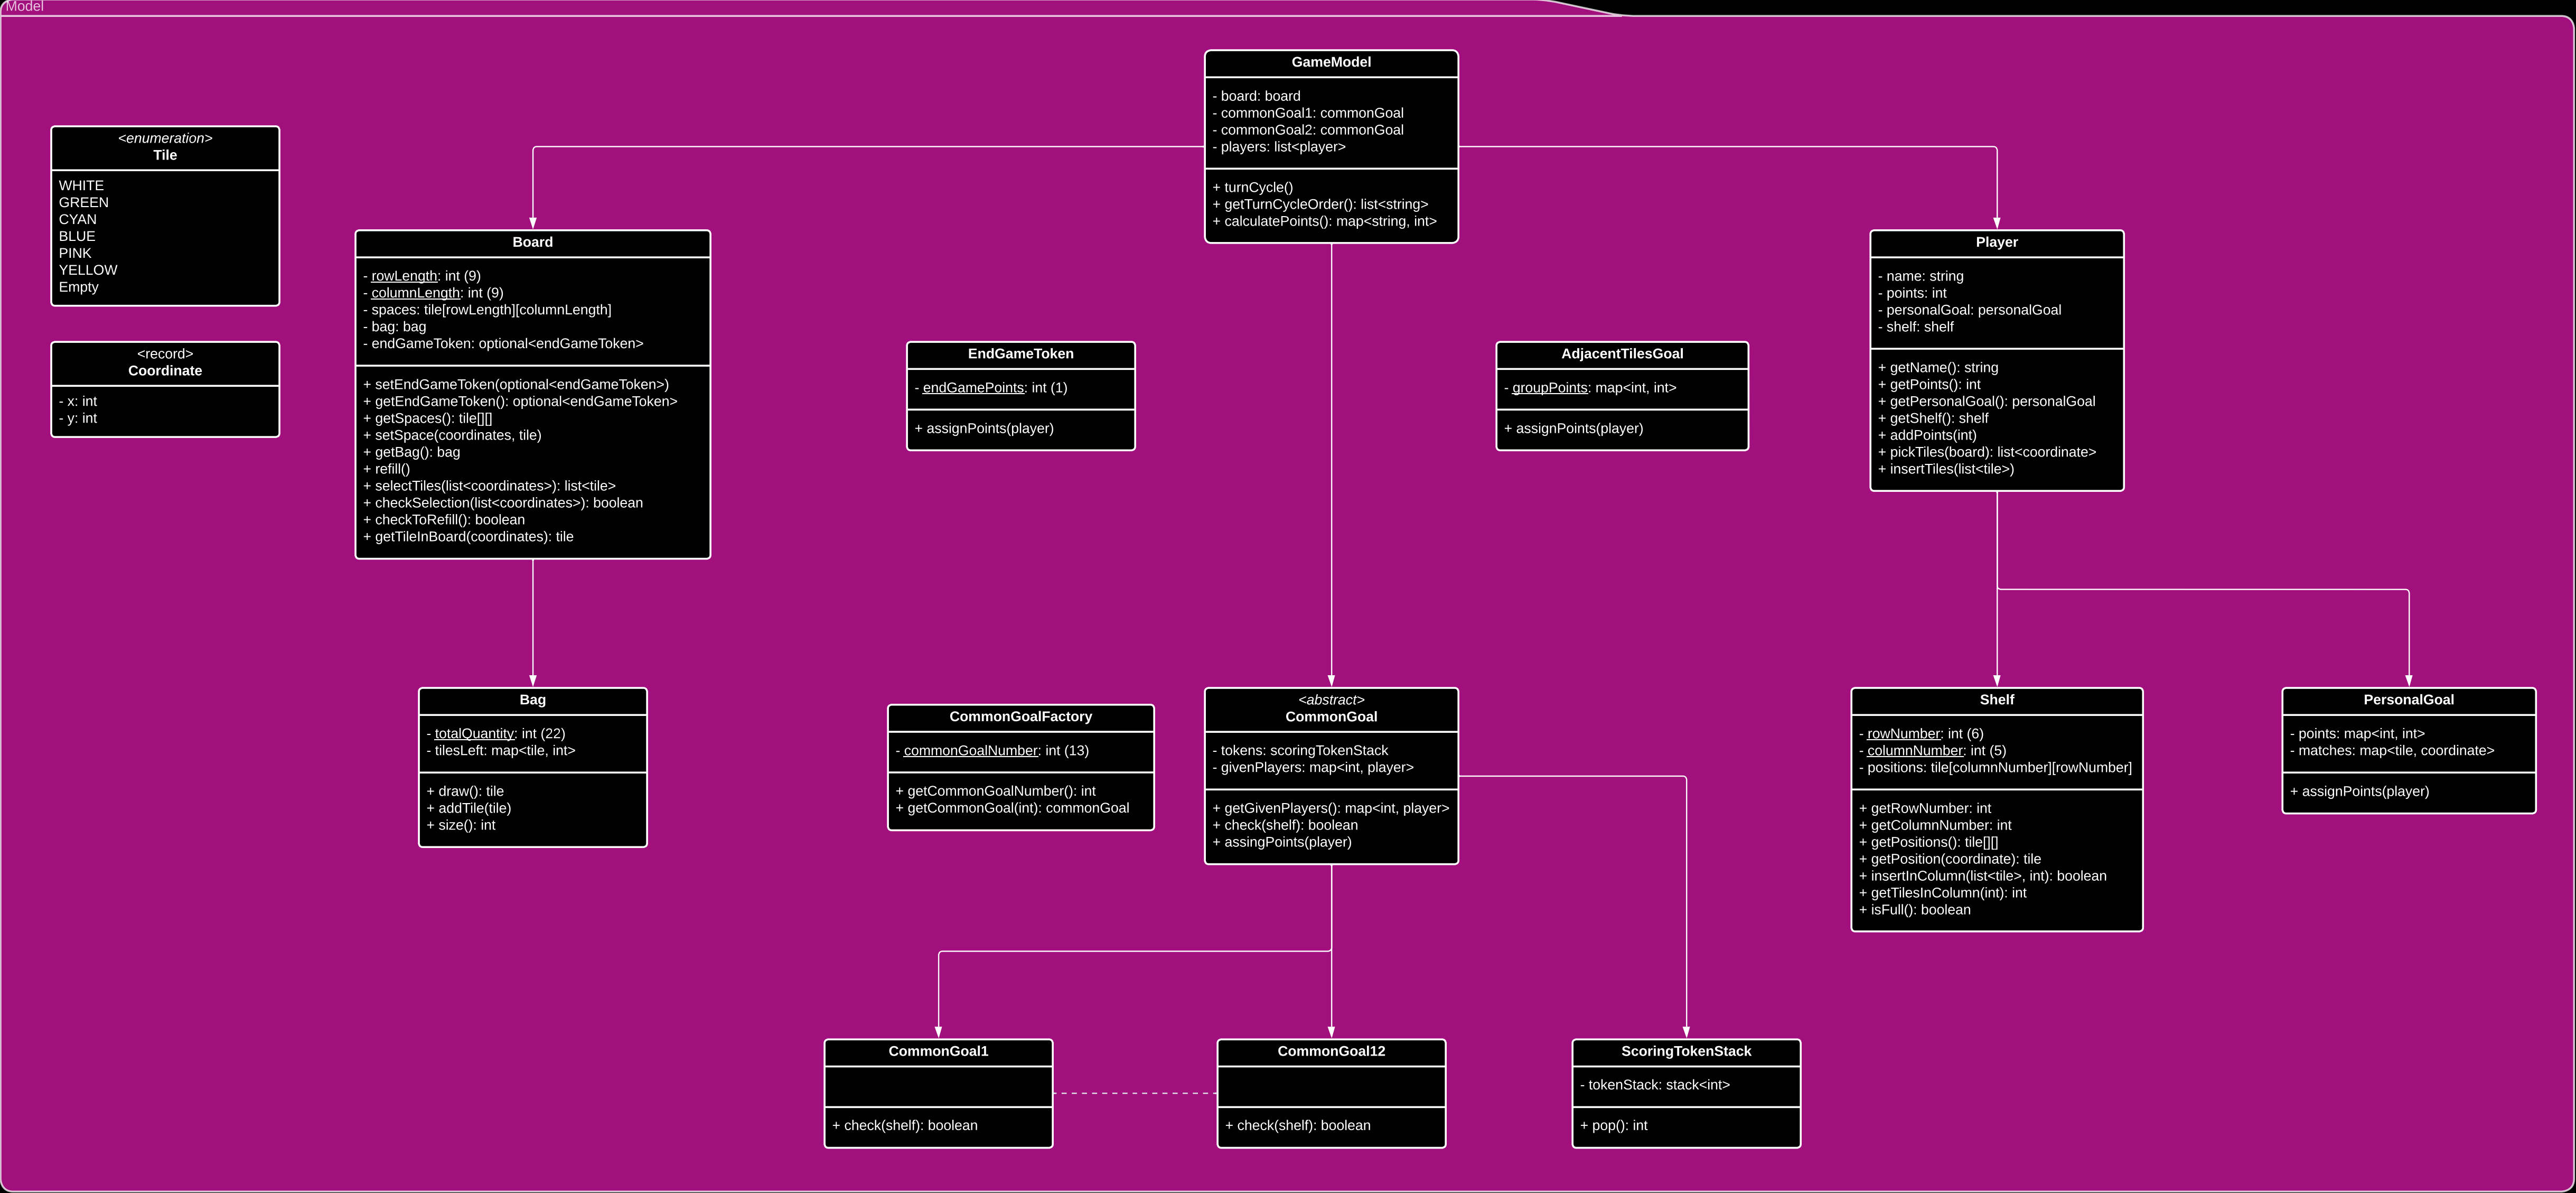 Model
GameModel
- board: board
- commonGoal1: commonGoal
- commonGoal2: commonGoal
- players: list<player>
+ turnCycle()
+ getTurnCycleOrder(): list<string>
+ calculatePoints(): map<string, int>
<enumeration>
Tile
WHITE
GREEN
CYAN
BLUE
PINK
YELLOW
Empty
<record>
Coordinate
- x: int
- y: int
Board
- rowLength: int (9)
- columnLength: int (9)
- spaces: tile[rowLength][columnLength]
- bag: bag
- endGameToken: optional<endGameToken>
+ setEndGameToken(optional<endGameToken>)
+ getEndGameToken(): optional<endGameToken>
+ getSpaces(): tile[][]
+ setSpace(coordinates, tile)
+ getBag(): bag
+ refill()
+ selectTiles(list<coordinates>): list<tile>
+ checkSelection(list<coordinates>): boolean
+ checkToRefill(): boolean
+ getTileInBoard(coordinates): tile
EndGameToken
- endGamePoints: int (1)
+ assignPoints(player)
AdjacentTilesGoal
- groupPoints: map<int, int>
+ assignPoints(player)
Player
- name: string
- points: int
- personalGoal: personalGoal
- shelf: shelf
+ getName(): string
+ getPoints(): int
+ getPersonalGoal(): personalGoal
+ getShelf(): shelf
+ addPoints(int)
+ pickTiles(board): list<coordinate>
+ insertTiles(list<tile>)
Bag
- totalQuantity: int (22)
- tilesLeft: map<tile, int>
+ draw(): tile
+ addTile(tile)
+ size(): int
CommonGoalFactory
- commonGoalNumber: int (13)
+ getCommonGoalNumber(): int
+ getCommonGoal(int): commonGoal
<abstract>
CommonGoal
- tokens: scoringTokenStack
- givenPlayers: map<int, player>
+ getGivenPlayers(): map<int, player>
+ check(shelf): boolean
+ assingPoints(player)
Shelf
- rowNumber: int (6)
- columnNumber: int (5)
- positions: tile[columnNumber][rowNumber]
+ getRowNumber: int
+ getColumnNumber: int
+ getPositions(): tile[][]
+ getPosition(coordinate): tile
+ insertInColumn(list<tile>, int): boolean
+ getTilesInColumn(int): int
+ isFull(): boolean
PersonalGoal
- points: map<int, int>
- matches: map<tile, coordinate>
+ assignPoints(player)
CommonGoal1
+ check(shelf): boolean
CommonGoal12
+ check(shelf): boolean
ScoringTokenStack
- tokenStack: stack<int>
+ pop(): int